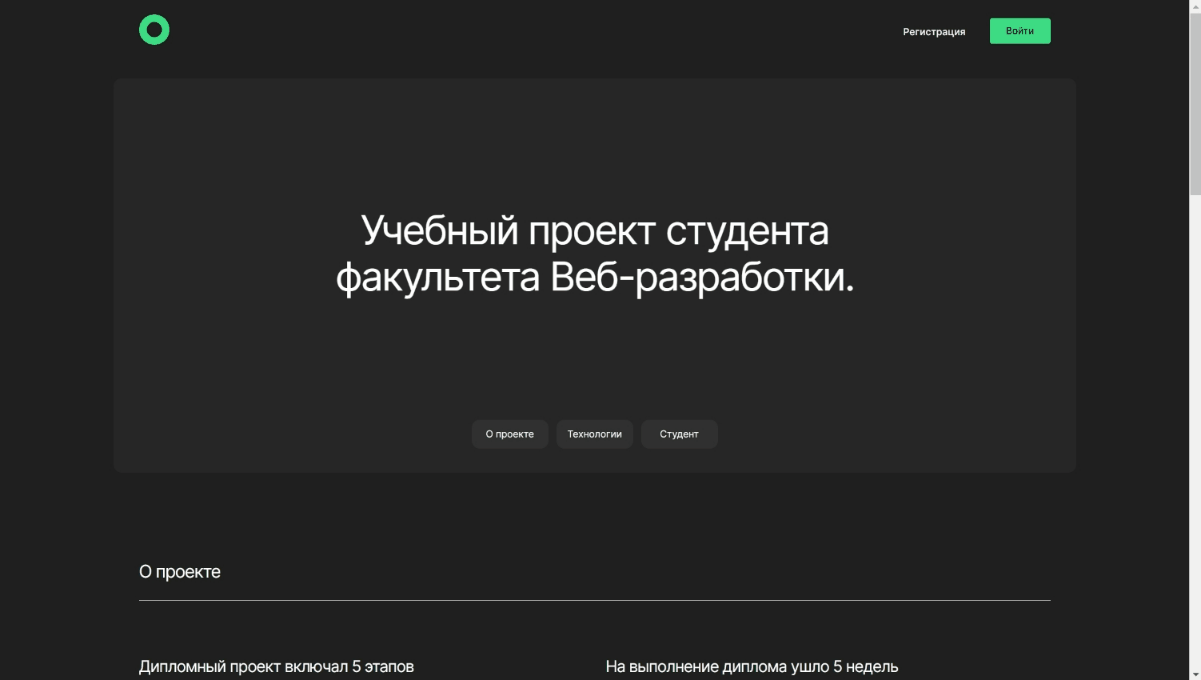 Регистрация
Войти
Учебный проект студента
факультета Веб-разработки.
О проекте
Технологии
Студент
О проекте
Дипломный проект включал 5 этапов
На выполнение диплома ушло 5 недель